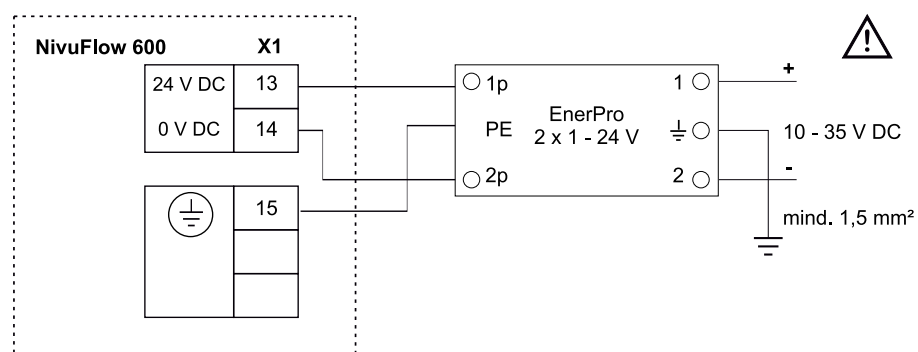 NivuFlow 600 X1
24 V DC 13
0 V DC 14
15
1p
PE
2p
EnerPro
2 x 1 - 24 V
1
2
+
10 - 35 V DC
-
mind. 1,5 mm²
!